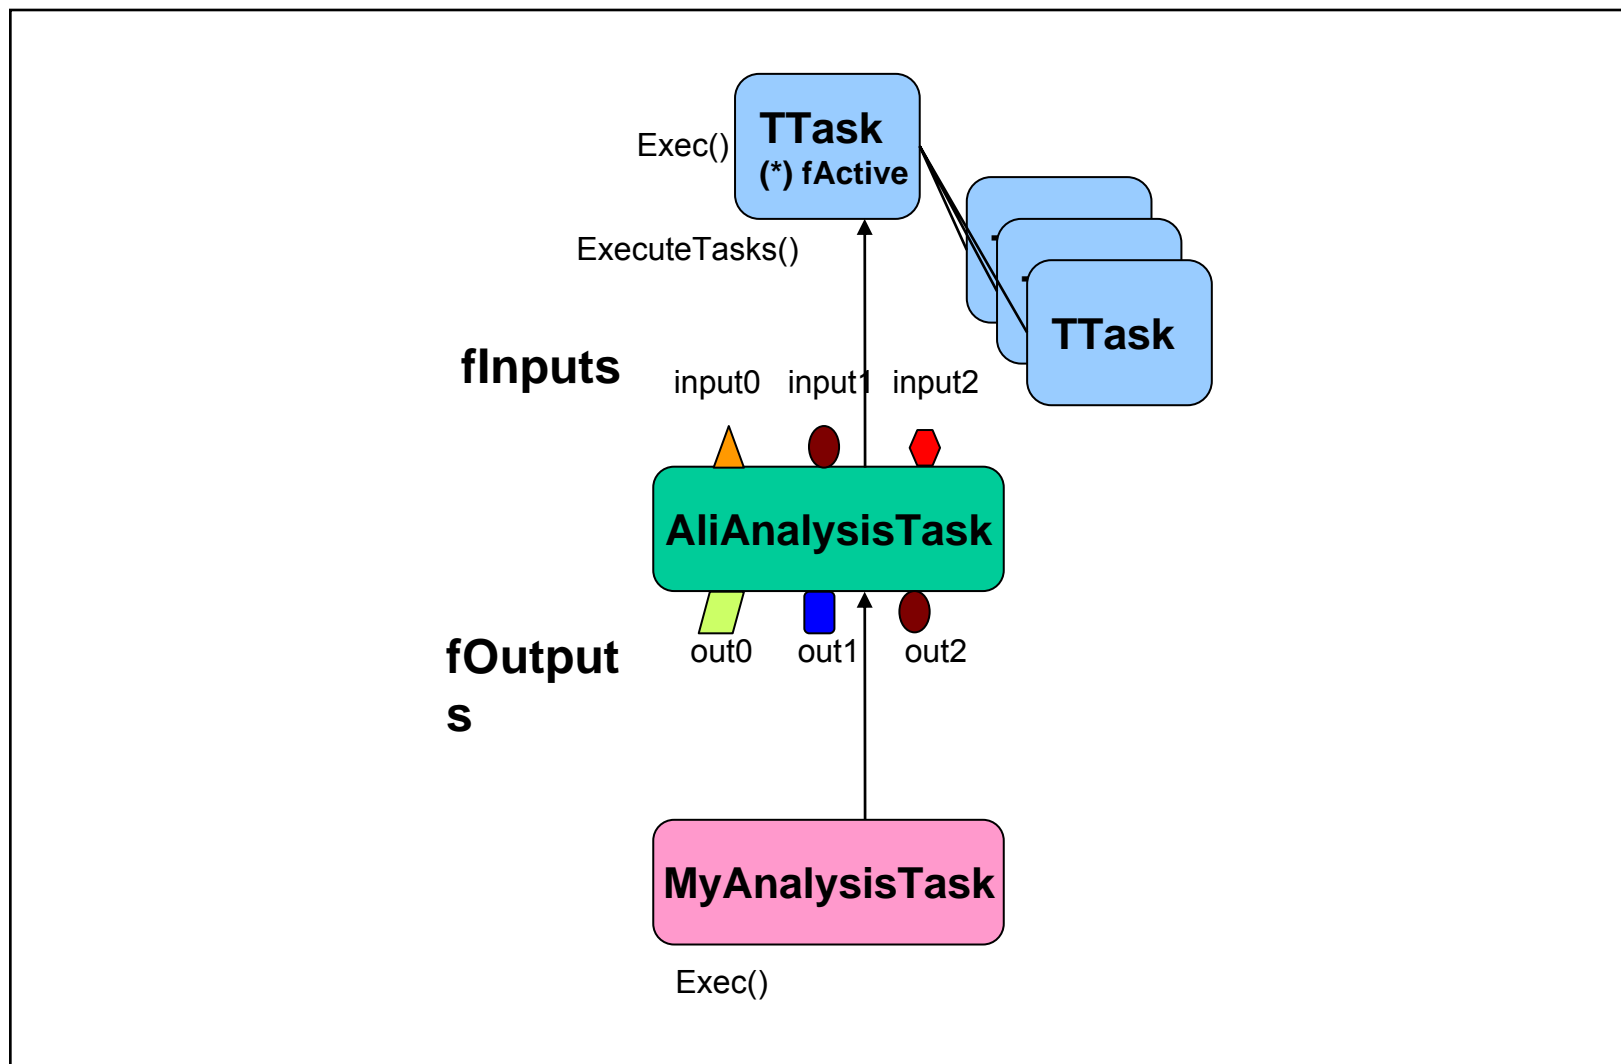 TTask
(*) fActive
Exec()
ExecuteTasks()
TTask
fInputs
input0 input1 input2
AliAnalysisTask
out0 out1 out2
fOutput
s
MyAnalysisTask
Exec()